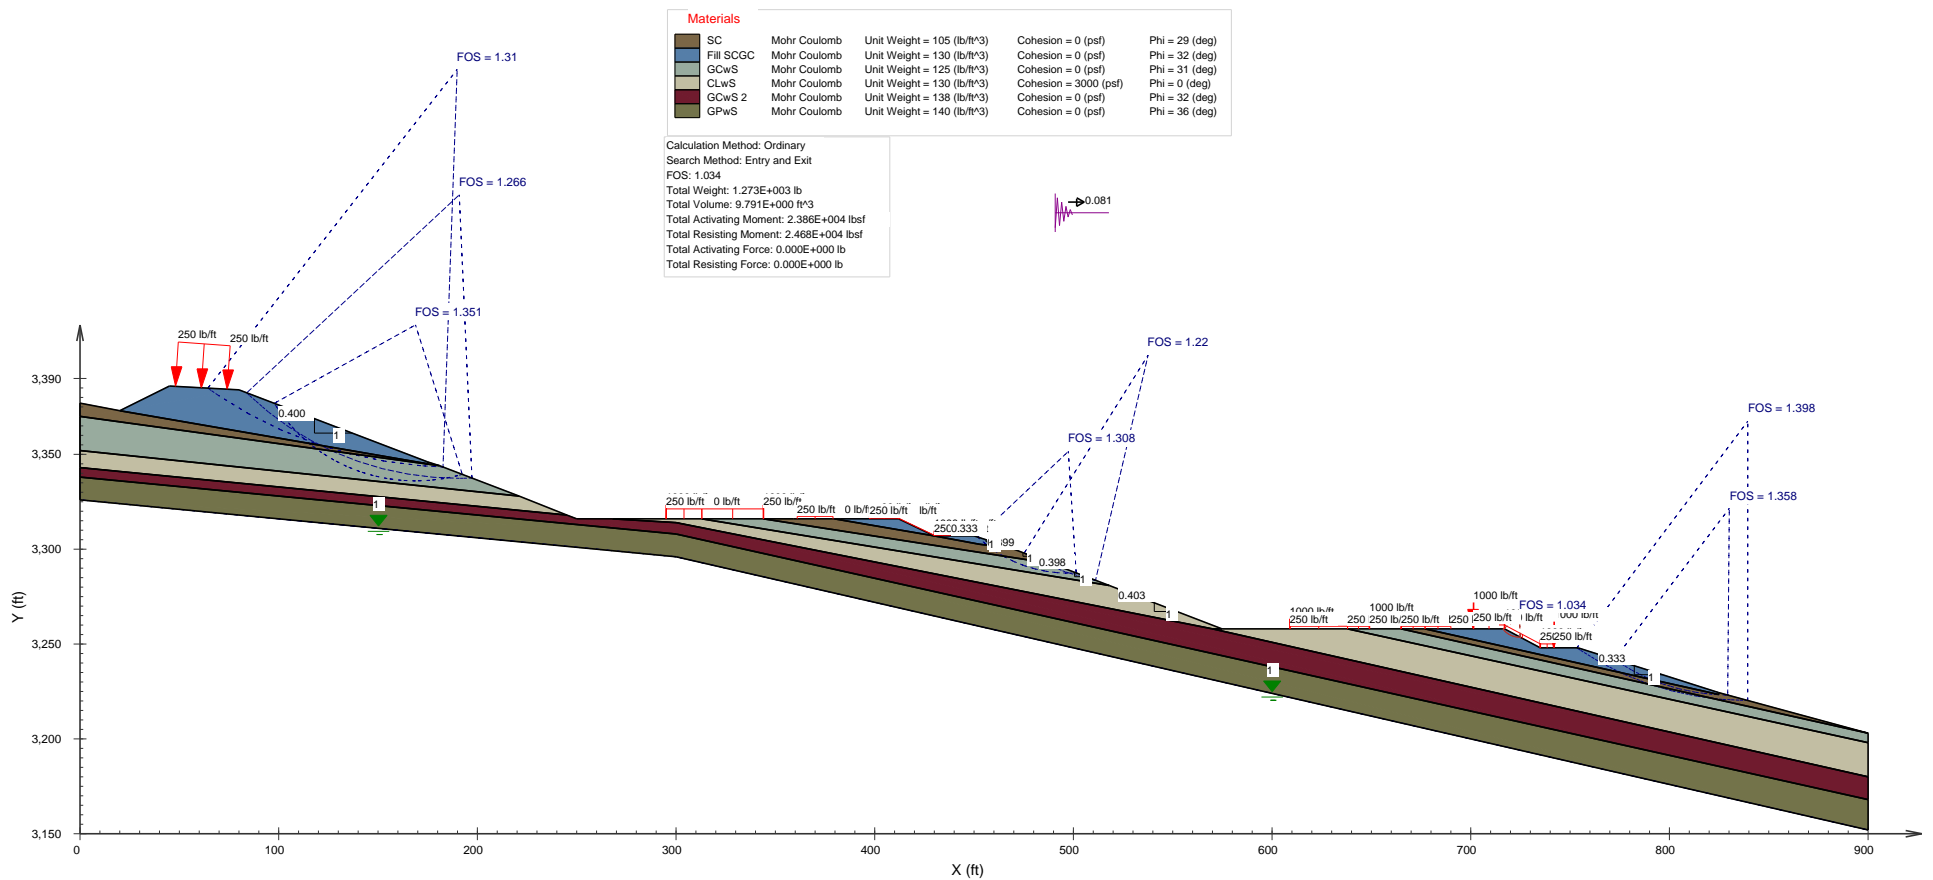 Materials
SC Mohr Coulomb Unit Weight = 105 (lb/ft^3) Cohesion = 0 (psf) Phi = 29 (deg)
Fill SCGC Mohr Coulomb Unit Weight = 130 (lb/ft^3) Cohesion = 0 (psf) Phi = 32 (deg)
GCwS Mohr Coulomb Unit Weight = 125 (lb/ft^3) Cohesion = 0 (psf) Phi = 31 (deg)
CLwS Mohr Coulomb Unit Weight = 130 (lb/ft^3) Cohesion = 3000 (psf) Phi = 0 (deg)
GCwS 2 Mohr Coulomb Unit Weight = 138 (lb/ft^3) Cohesion = 0 (psf) Phi = 32 (deg)
GPwS Mohr Coulomb Unit Weight = 140 (lb/ft^3) Cohesion = 0 (psf) Phi = 36 (deg)
Calculation Method: Ordinary
Search Method: Entry and Exit
FOS: 1.034
Total Weight: 1.273E+003 lb
Total Volume: 9.791E+000 ft^3
Total Activating Moment: 2.386E+004 lbsf
Total Resisting Moment: 2.468E+004 lbsf
Total Activating Force: 0.000E+000 lb
Total Resisting Force: 0.000E+000 lb
0.081
FOS = 1.31
FOS = 1.266
FOS = 1.351
250 lb/ft
250 lb/ft
0.400
1
1
FOS = 1.22
FOS = 1.308
250 lb/ft
0 lb/ft
250 lb/ft
250 lb/ft
0 lb/f
250 lb/ft
lb/ft
0.333
1
1
0.398
1
0.403
1
FOS = 1.398
FOS = 1.358
1000 lb/ft
FOS = 1.034
1000 lb/ft
1000 lb/ft
250 lb/ft
250
250 lb/
250 lb/ft
250
250 lb/ft
lb/ft
250 lb/ft
0.333
1
1
3,390
3,350
3,300
3,250
3,200
3,150
Y (ft)
0
100
200
300
400
500
600
700
800
900
X (ft)